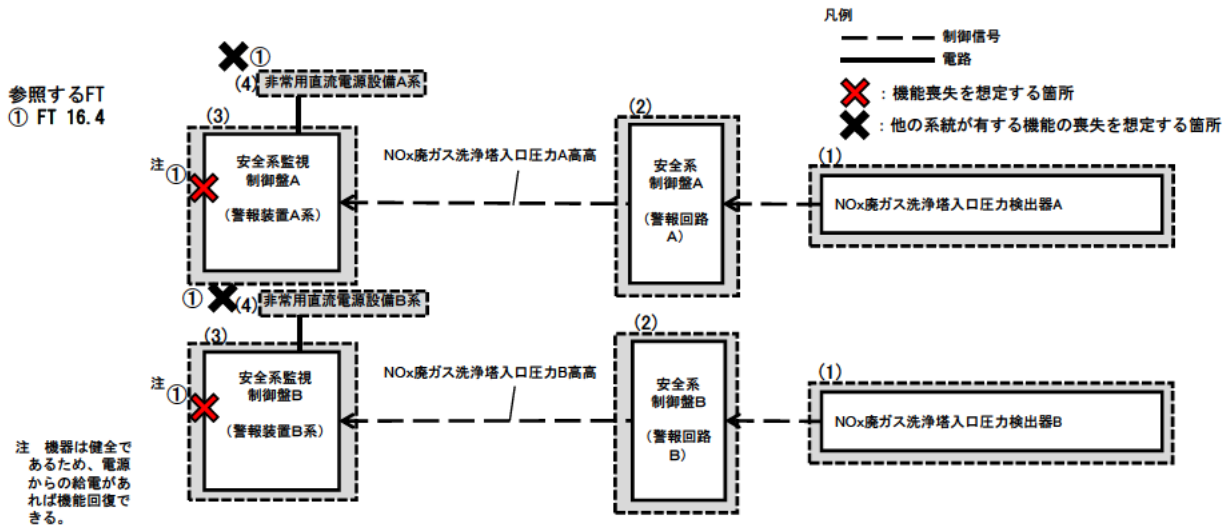 凡例
制御信号
電路
：機能喪失を想定する箇所
：他の系統が有する機能の喪失を想定する箇所
参照するFT
① FT 16.4
①
(4)
非常用直流電源設備A系
(3)
注
①
安全系監視
制御盤A
（警報装置A系）
NOx廃ガス洗浄塔入口圧力A高高
(2)
安全系
制御盤A
（警報回路
A）
(1)
NOx廃ガス洗浄塔入口圧力検出器A
①
(4)
非常用直流電源設備B系
(3)
注
①
安全系監視
制御盤B
（警報装置B系）
NOx廃ガス洗浄塔入口圧力B高高
(2)
安全系
制御盤B
（警報回路
B）
(1)
NOx廃ガス洗浄塔入口圧力検出器B
注　機器は健全で
あるため、電源
からの給電があ
れば機能回復で
きる。